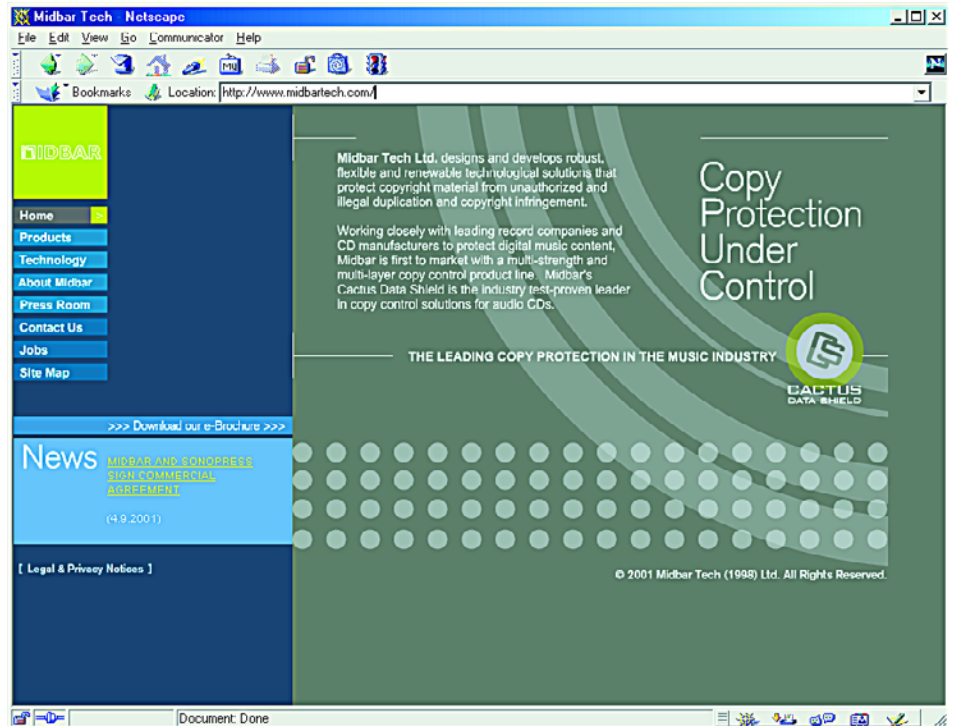 Midbar Tech - Netscape
File Edit View Go Communicator Help
Bookmarks Location: http://www.midbartech.com/
MIDBAR
Home >
Products
Technology
About Midbar
Press Room
Contact Us
Jobs
Site Map
>>> Download our e-Brochure >>>
News
MIDBAR AND SONOPRESS
SIGN COMMERCIAL
AGREEMENT
(4.9.2001)
[ Legal & Privacy Notices ]
Midbar Tech Ltd. designs and develops robust,
flexible and renewable technological solutions that
protect copyright material from unauthorized and
illegal duplication and copyright infringement.
Working closely with leading record companies and
CD manufacturers to protect digital music content,
Midbar is first to market with a multi-strength and
multi-layer copy control product line. Midbar's
Cactus Data Shield is the industry test-proven leader
in copy control solutions for audio CDs.
Copy
Protection
Under
Control
THE LEADING COPY PROTECTION IN THE MUSIC INDUSTRY
CACTUS
DATA SHIELD
© 2001 Midbar Tech (1998) Ltd. All Rights Reserved.
Document: Done